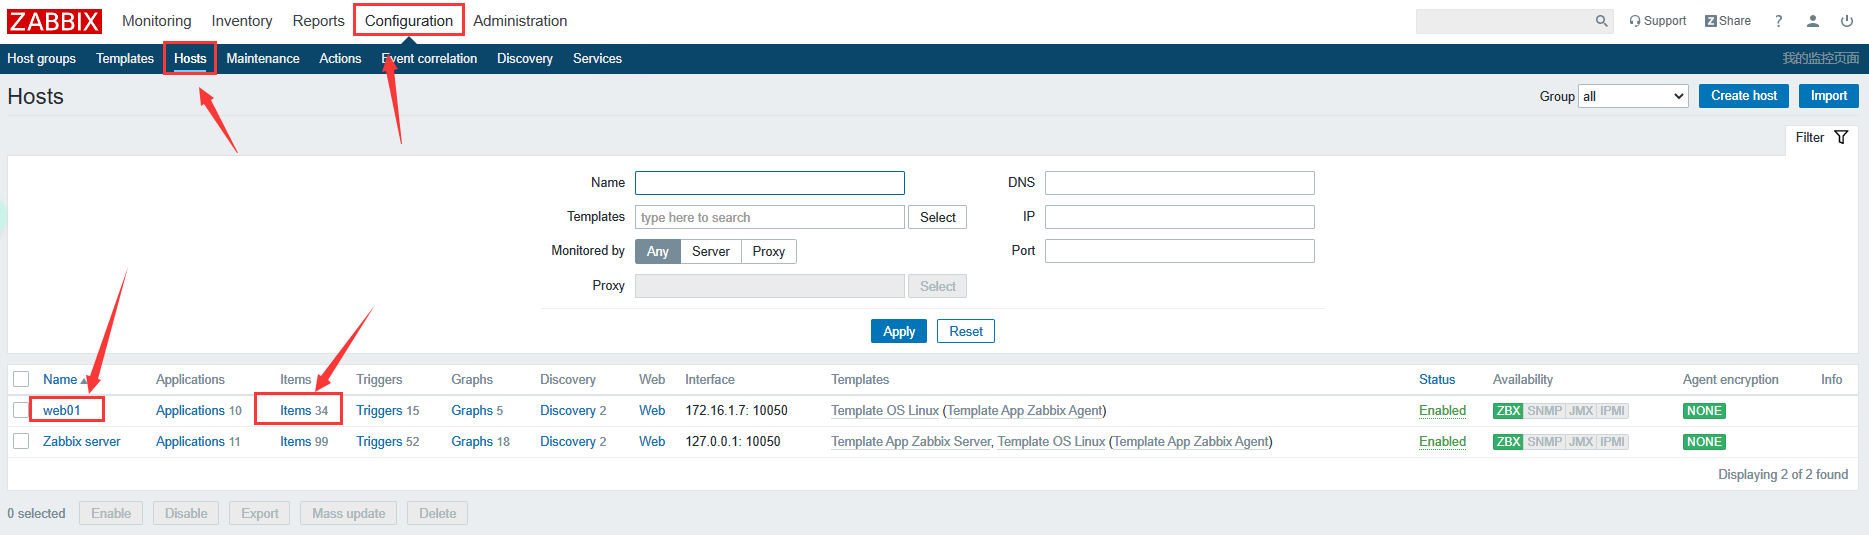 ZABBIX Monitoring Inventory Reports Configuration Administration Support Z Share ?
Host groups Templates Hosts Maintenance Actions Event correlation Discovery Services 我的监控页面
Hosts Group all Create host Import
Filter
Name DNS
Templates type here to search Select IP
Monitored by Any Server Proxy Port
Proxy Select
Apply Reset
Name Applications Items Triggers Graphs Discovery Web Interface Templates Status Availability Agent encryption Info
web01 Applications 10 Items 34 Triggers 15 Graphs 5 Discovery 2 Web 172.16.1.7: 10050 Template OS Linux (Template App Zabbix Agent) Enabled ZBX SNMP JMX IPMI NONE
Zabbix server Applications 11 Items 99 Triggers 52 Graphs 18 Discovery 2 Web 127.0.0.1: 10050 Template App Zabbix Server, Template OS Linux (Template App Zabbix Agent) Enabled ZBX SNMP JMX IPMI NONE
Displaying 2 of 2 found
0 selected Enable Disable Export Mass update Delete